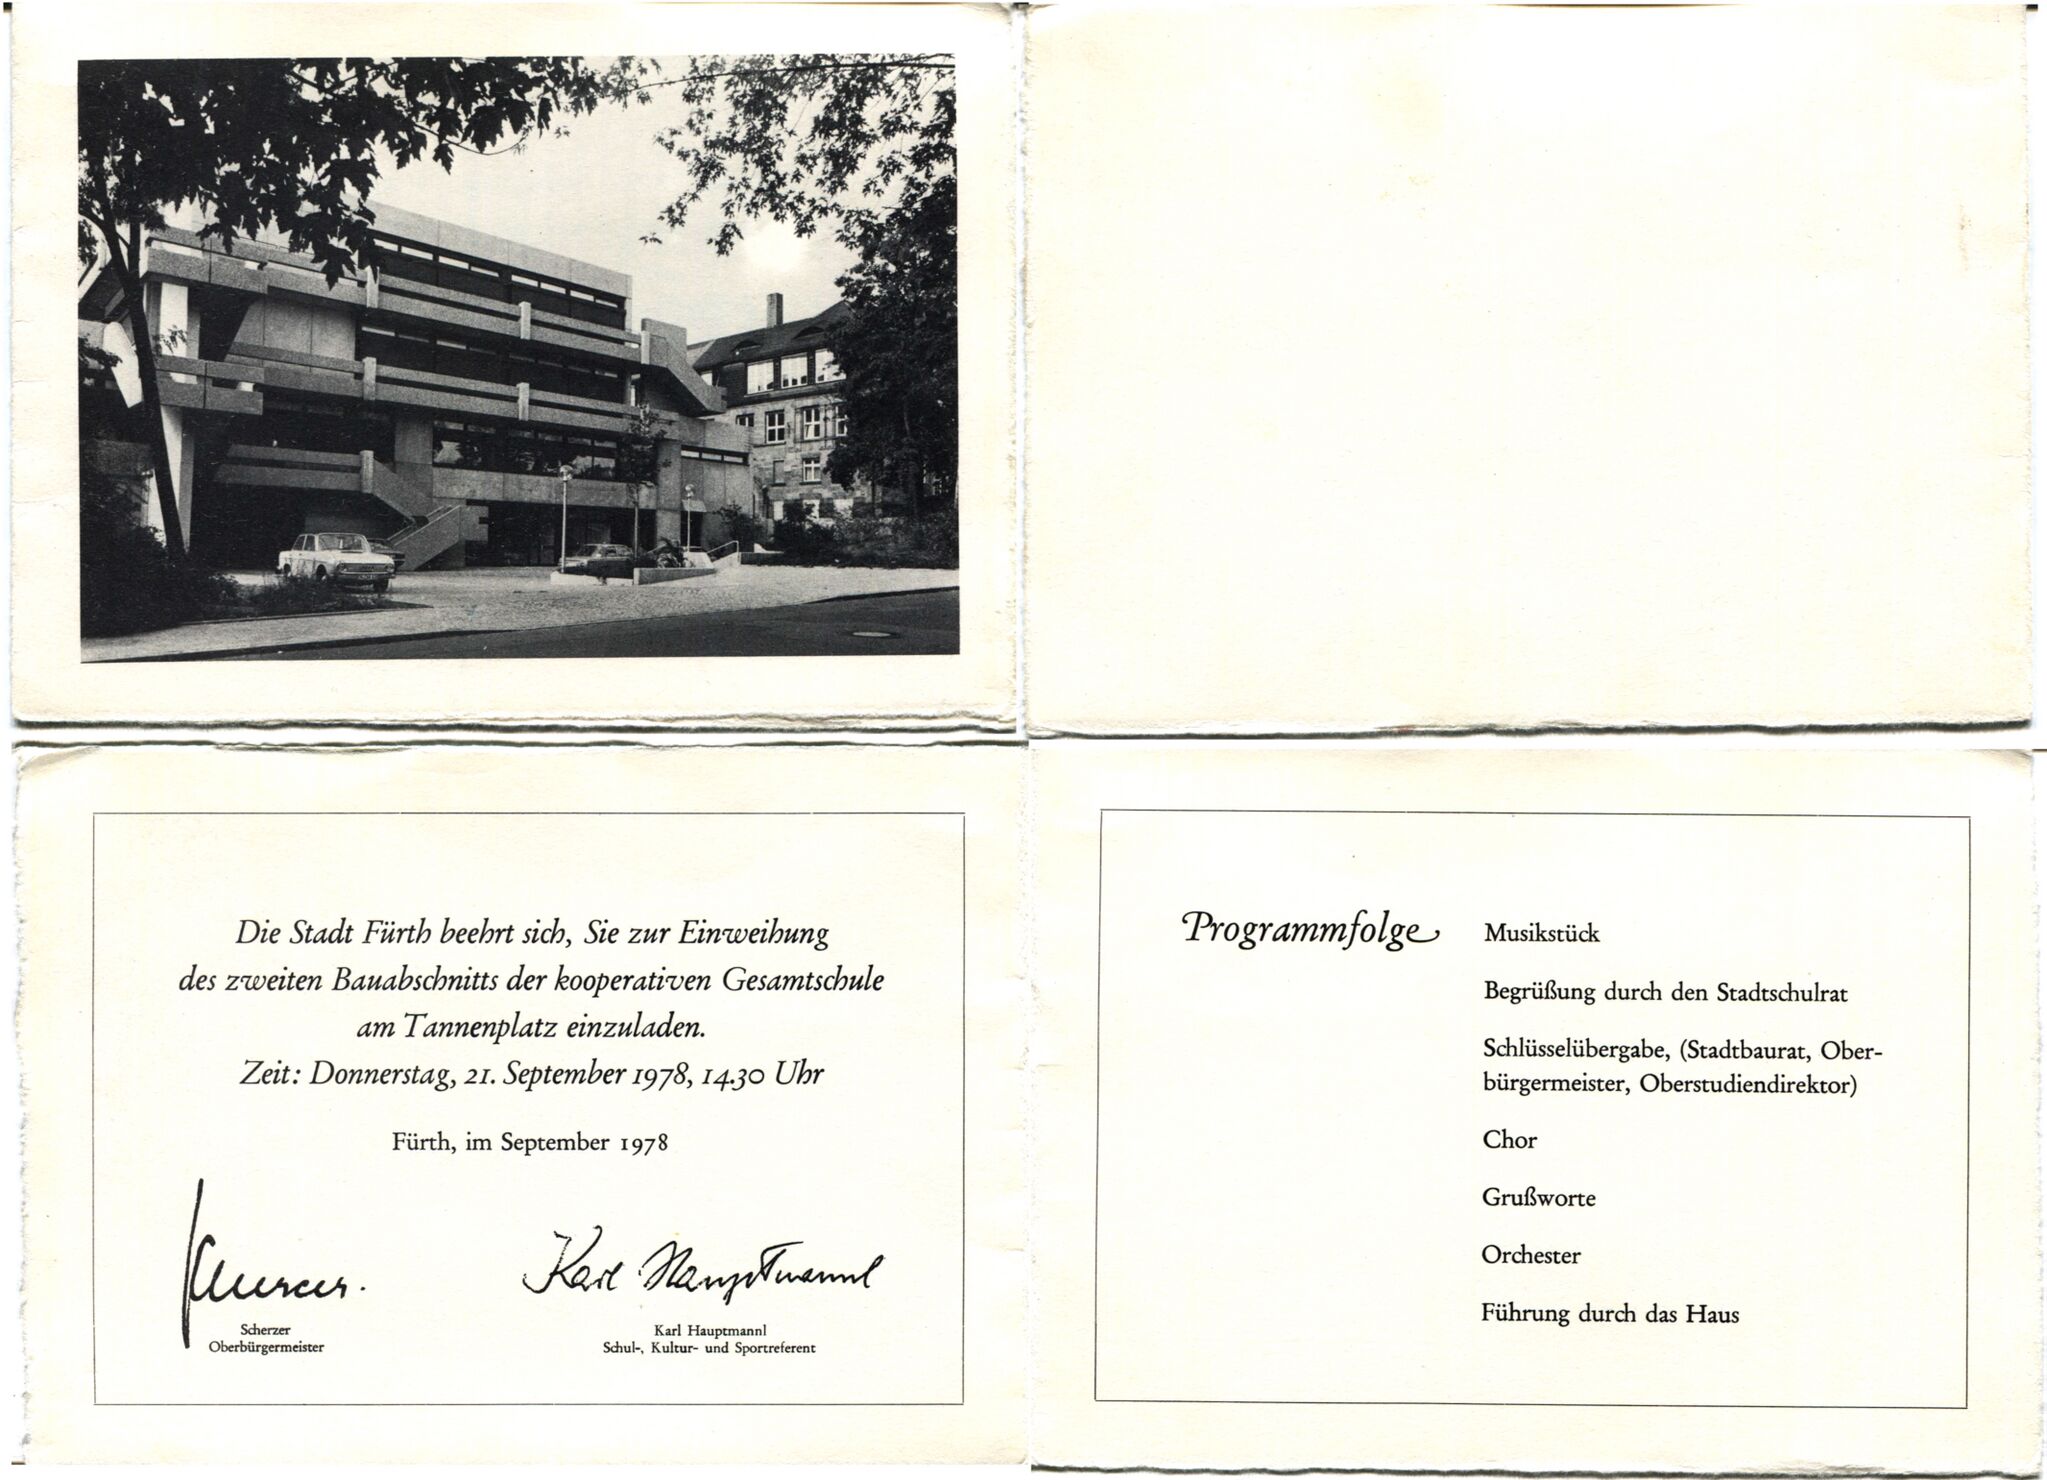 Die Stadt Fürth beehrt sich, Sie zur Einweihung
des zweiten Bauabschnitts der kooperativen Gesamtschule
am Tannenplatz einzuladen.
Zeit: Donnerstag, 21. September 1978, 14.30 Uhr
Fürth, im September 1978
Karl Hauptmannl
Scherzer
Oberbürgermeister
Karl Hauptmannl
Schul-, Kultur- und Sportreferent
Programmfolge
Musikstück
Begrüßung durch den Stadtschulrat
Schlüsselübergabe, (Stadtbaurat, Ober-
bürgermeister, Oberstudiendirektor)
Chor
Grußworte
Orchester
Führung durch das Haus